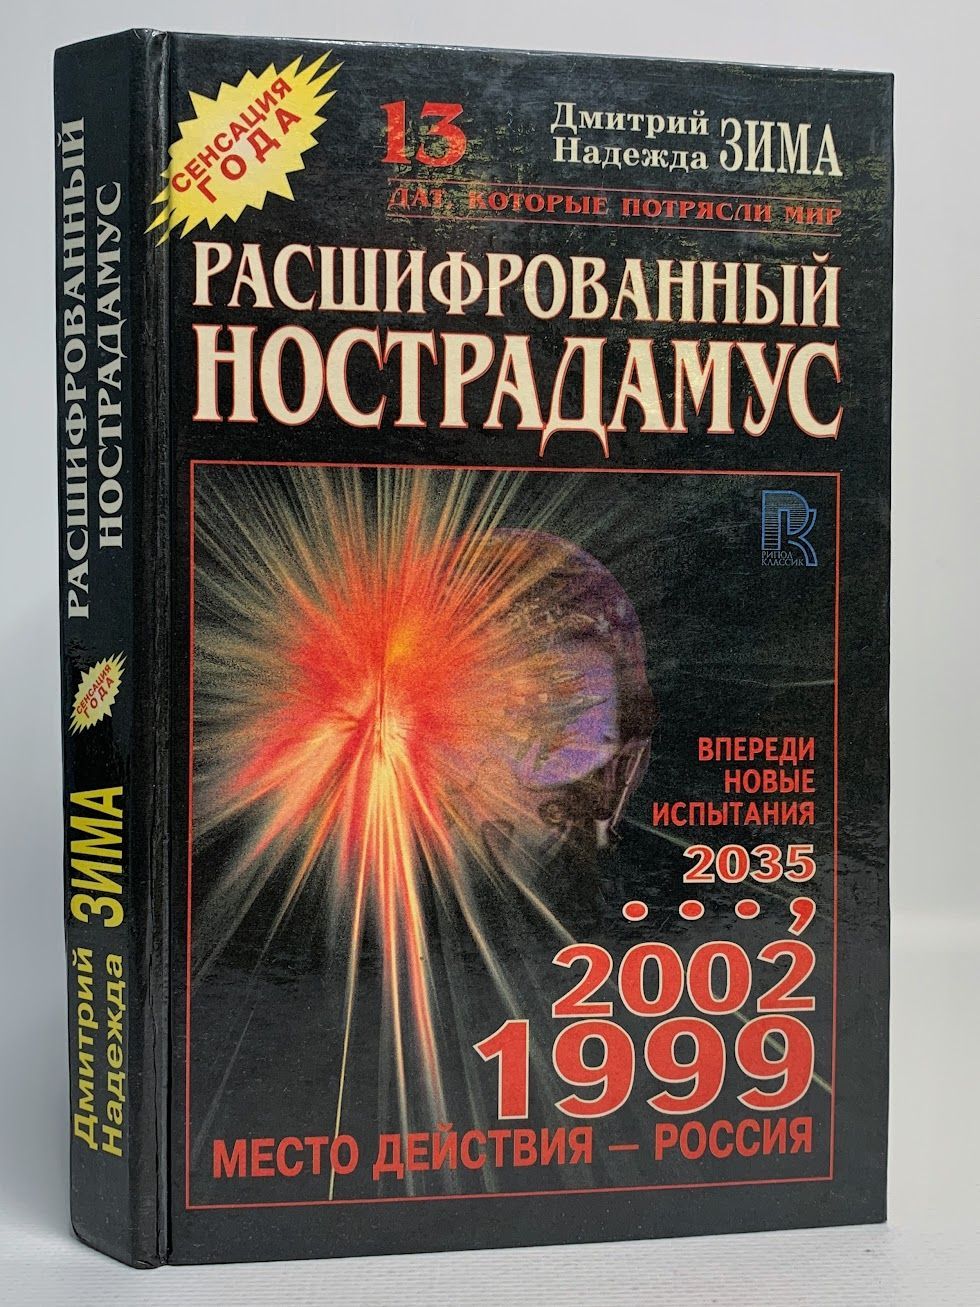 СЕНСАЦИЯ
ГОДА
13
Дмитрий
Надежда
ЗИМА
ДАТ, КОТОРЫЕ ПОТРЯСЛИ МИР
РАСШИФРОВАННЫЙ
НОСТРАДАМУС
РИПОЛ
КЛАССИК
ВПЕРЕДИ
НОВЫЕ
ИСПЫТАНИЯ
2035
...,
2002
1999
МЕСТО ДЕЙСТВИЯ – РОССИЯ
РАСШИФРОВАННЫЙ
НОСТРАДАМУС
СЕНСАЦИЯ
ГОДА
Дмитрий
Надежда
ЗИМА